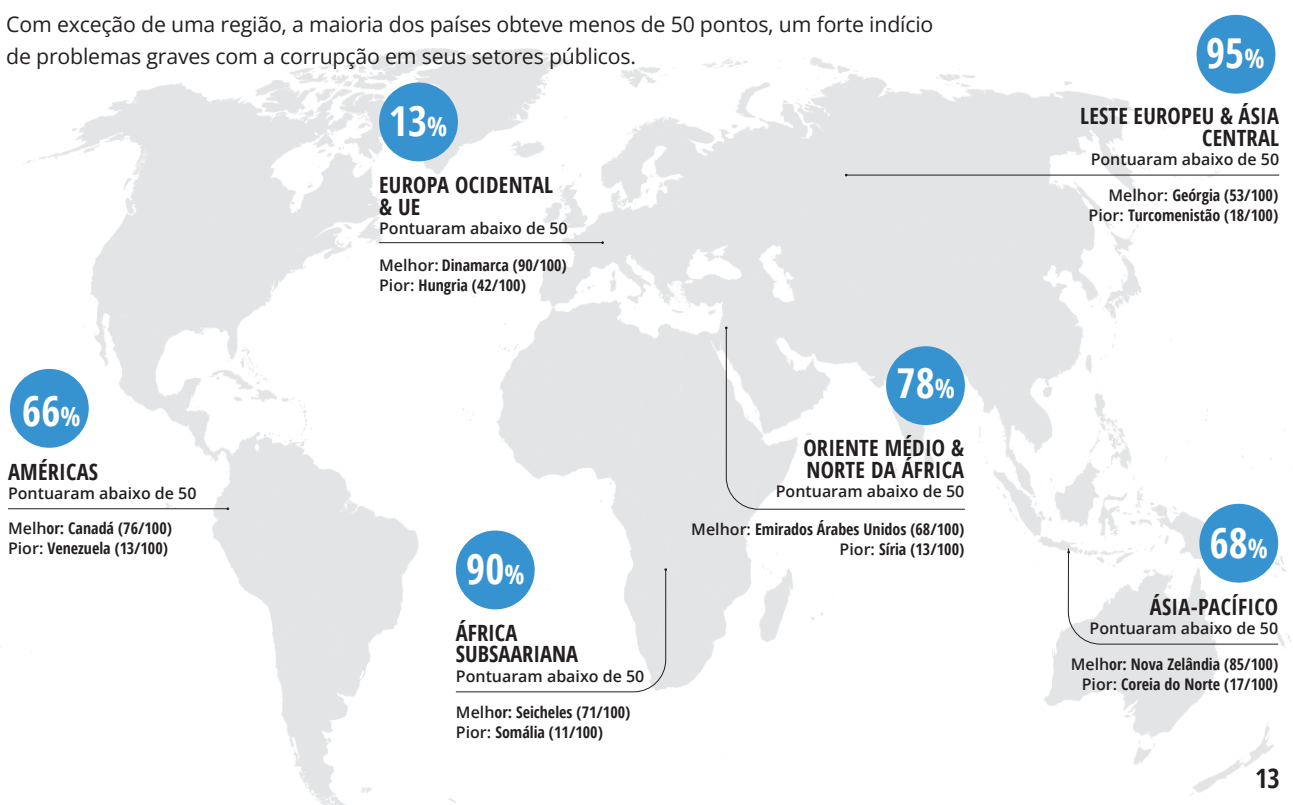 Com exceção de uma região, a maioria dos países obteve menos de 50 pontos, um forte indício
de problemas graves com a corrupção em seus setores públicos.
95%
LESTE EUROPEU & ÁSIA
CENTRAL
Pontuaram abaixo de 50
Melhor: Geórgia (53/100)
Pior: Turcomenistão (18/100)
13%
EUROPA OCIDENTAL
& UE
Pontuaram abaixo de 50
Melhor: Dinamarca (90/100)
Pior: Hungria (42/100)
78%
ORIENTE MÉDIO &
NORTE DA ÁFRICA
Pontuaram abaixo de 50
Melhor: Emirados Árabes Unidos (68/100)
Pior: Síria (13/100)
66%
AMÉRICAS
Pontuaram abaixo de 50
Melhor: Canadá (76/100)
Pior: Venezuela (13/100)
90%
ÁFRICA
SUBSAARIANA
Pontuaram abaixo de 50
Melhor: Seicheles (71/100)
Pior: Somália (11/100)
68%
ÁSIA-PACÍFICO
Pontuaram abaixo de 50
Melhor: Nova Zelândia (85/100)
Pior: Coreia do Norte (17/100)
13